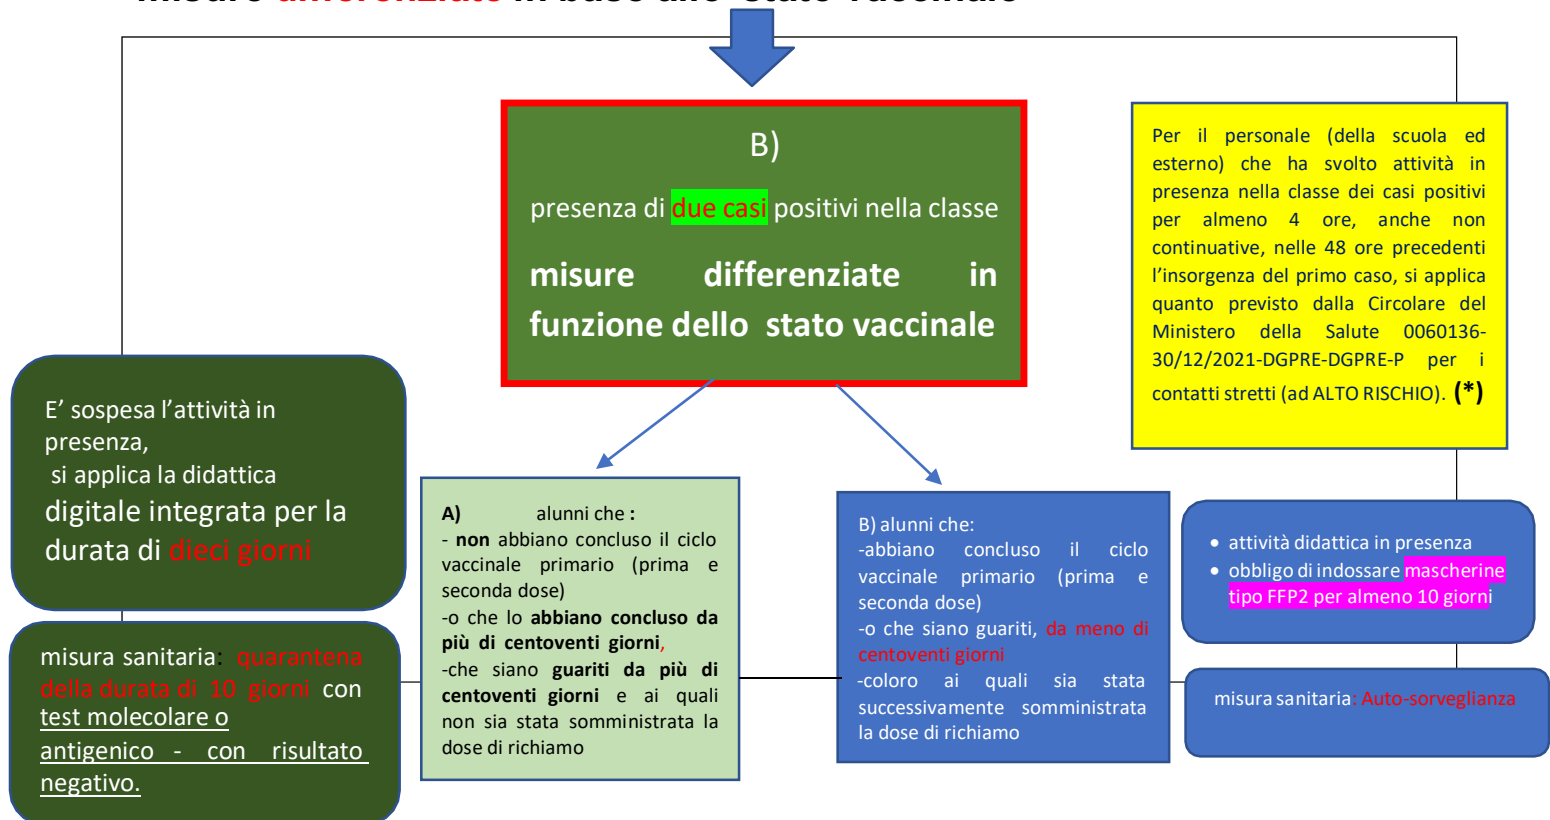 misure differenziate in base allo stato vaccinale
B)
presenza di due casi positivi nella classe
misure differenziate in
funzione dello stato vaccinale
Per il personale (della scuola ed
esterno) che ha svolto attività in
presenza nella classe dei casi positivi
per almeno 4 ore, anche non
continuative, nelle 48 ore precedenti
l'insorgenza del primo caso, si applica
quanto previsto dalla Circolare del
Ministero della Salute 0060136-
30/12/2021-DGPRE-DGPRE-P per i
contatti stretti (ad ALTO RISCHIO). (*)
E' sospesa l'attività in
presenza,
si applica la didattica
digitale integrata per la
durata di dieci giorni
misura sanitaria: quarantena
della durata di 10 giorni con
test molecolare o
antigenico - con risultato
negativo.
A) alunni che :
- non abbiano concluso il ciclo
vaccinale primario (prima e
seconda dose)
-o che lo abbiano concluso da
più di centoventi giorni,
-che siano guariti da più di
centoventi giorni e ai quali
non sia stata somministrata la
dose di richiamo
B) alunni che:
-abbiano concluso il ciclo
vaccinale primario (prima e
seconda dose)
-o che siano guariti, da meno di
centoventi giorni
-coloro ai quali sia stata
successivamente somministrata
la dose di richiamo
• attività didattica in presenza
• obbligo di indossare mascherine
tipo FFP2 per almeno 10 giorni
misura sanitaria: Auto-sorveglianza